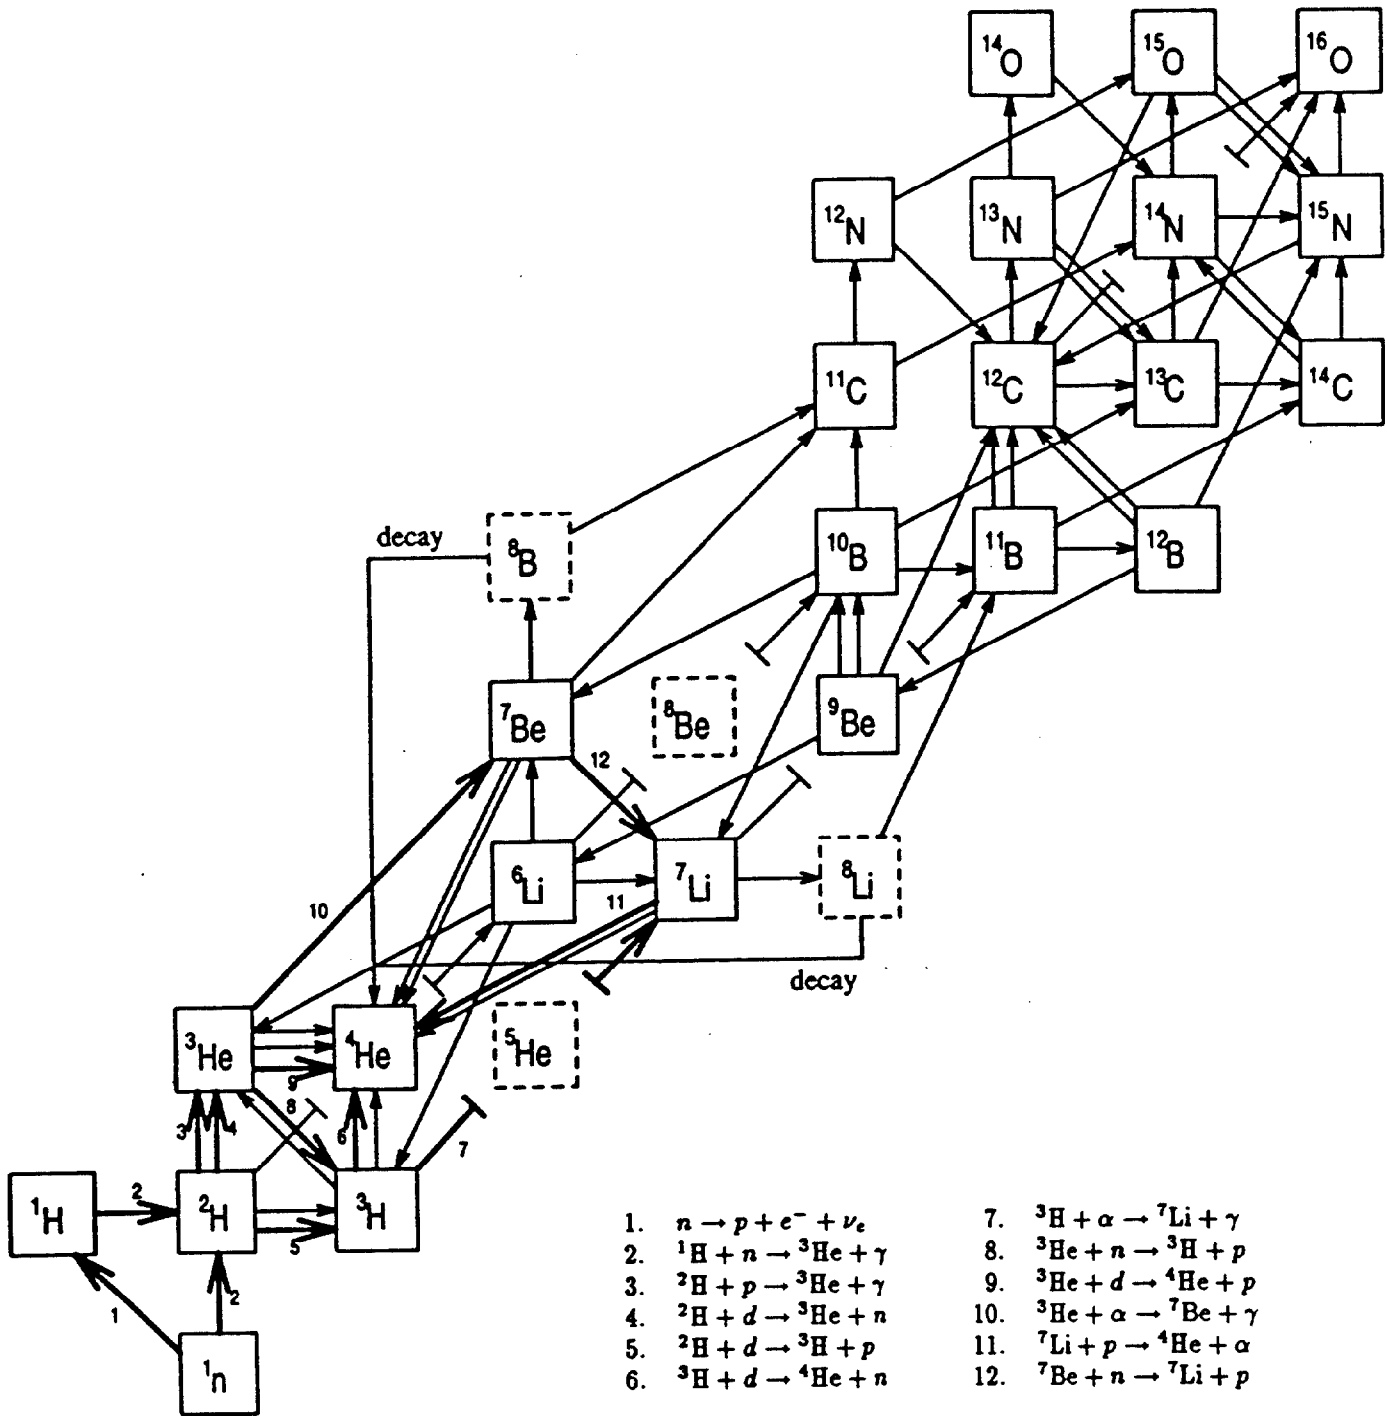 ¹⁴O ¹⁵O ¹⁶O
¹²N ¹³N ¹⁴N ¹⁵N
¹¹C ¹²C ¹³C ¹⁴C
decay
⁸B ¹⁰B ¹¹B ¹²B
⁷Be ⁸Be ⁹Be
12
⁶Li ⁷Li ⁸Li
10 11
decay
³He ⁴He ⁵He
9
8
3 4 6 7
¹H 2 ²H ³H
5
1 2
¹n
1. n → p + e⁻ + νₑ
2. ¹H + n → ³He + γ
3. ²H + p → ³He + γ
4. ²H + d → ³He + n
5. ²H + d → ³H + p
6. ³H + d → ⁴He + n
7. ³H + α → ⁷Li + γ
8. ³He + n → ³H + p
9. ³He + d → ⁴He + p
10. ³He + α → ⁷Be + γ
11. ⁷Li + p → ⁴He + α
12. ⁷Be + n → ⁷Li + p